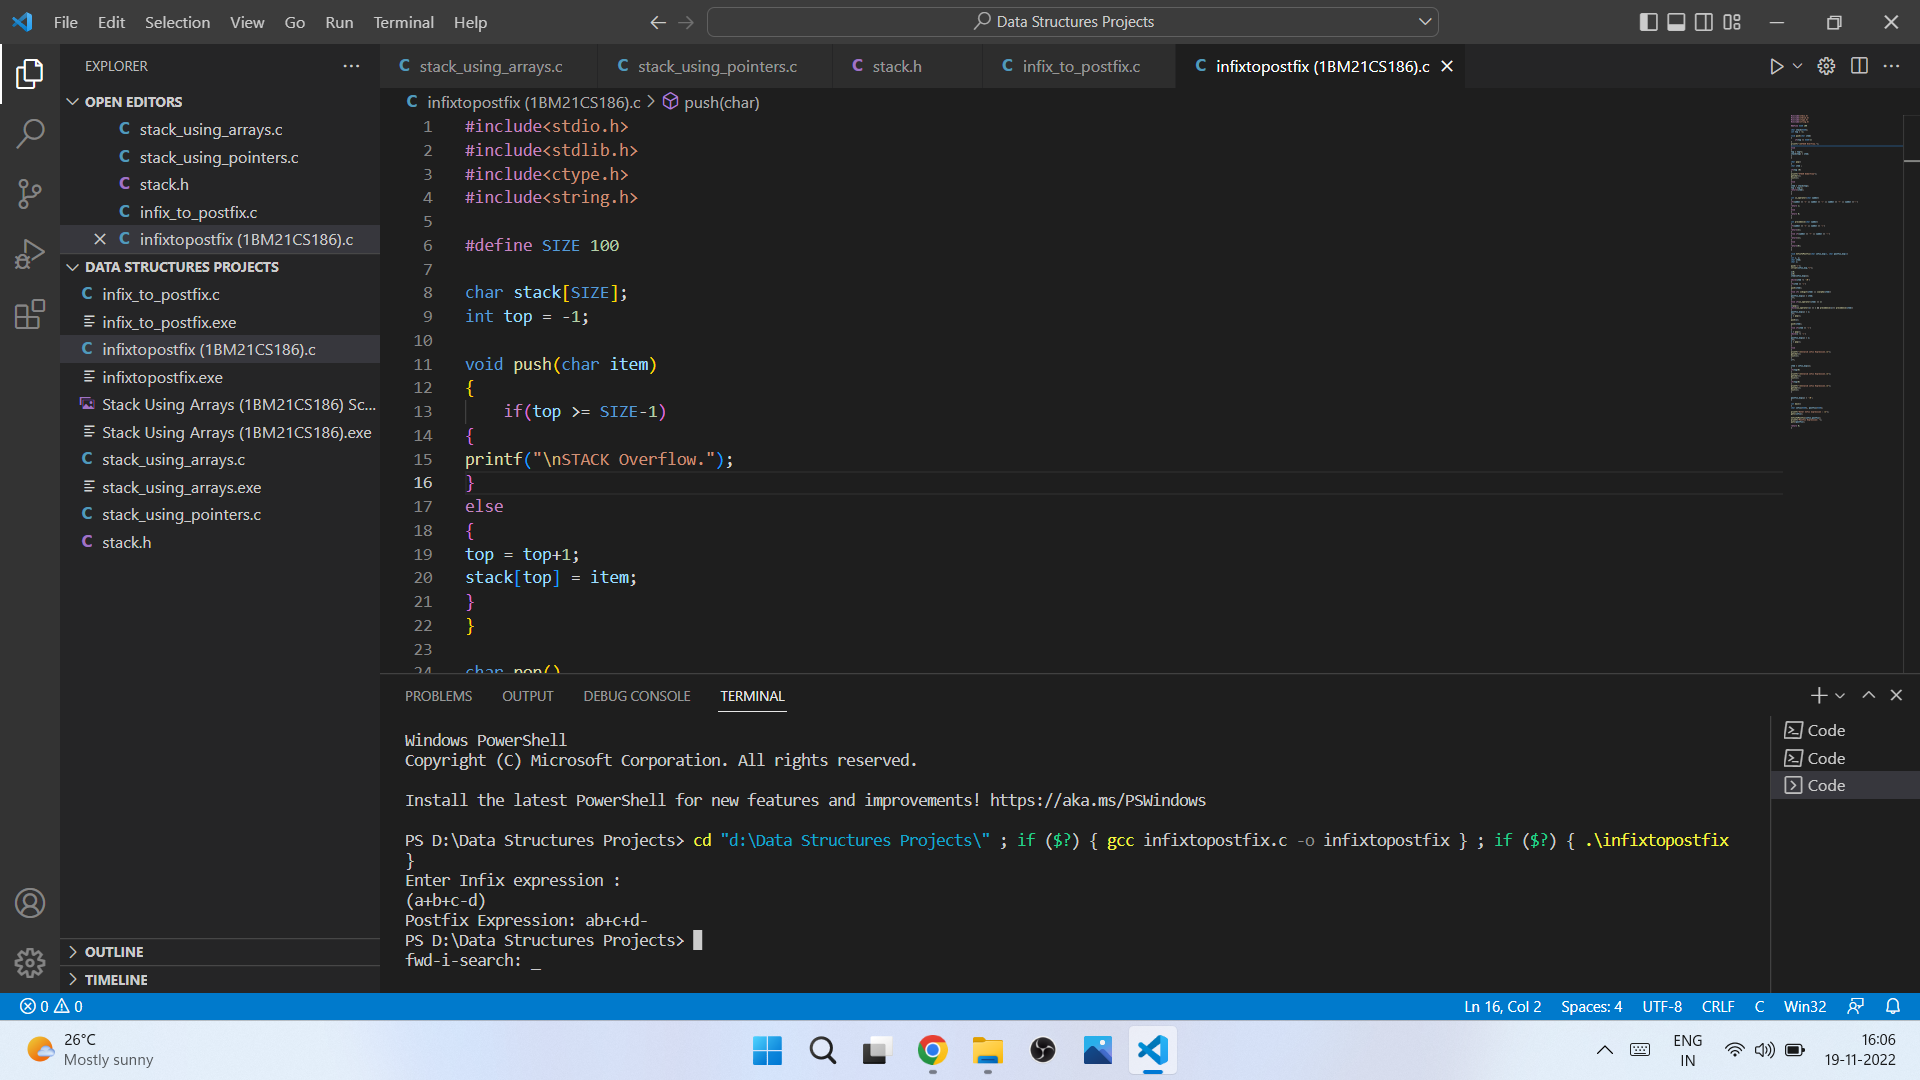 File Edit Selection View Go Run Terminal Help
Data Structures Projects
EXPLORER
OPEN EDITORS
stack_using_arrays.c
stack_using_pointers.c
stack.h
infix_to_postfix.c
infixtopostfix (1BM21CS186).c
DATA STRUCTURES PROJECTS
infix_to_postfix.c
infix_to_postfix.exe
infixtopostfix (1BM21CS186).c
infixtopostfix.exe
Stack Using Arrays (1BM21CS186) Sc...
Stack Using Arrays (1BM21CS186).exe
stack_using_arrays.c
stack_using_arrays.exe
stack_using_pointers.c
stack.h
OUTLINE
TIMELINE
C stack_using_arrays.c C stack_using_pointers.c C stack.h C infix_to_postfix.c C infixtopostfix (1BM21CS186).c
C infixtopostfix (1BM21CS186).c > push(char)
1 #include<stdio.h>
2 #include<stdlib.h>
3 #include<ctype.h>
4 #include<string.h>
5
6 #define SIZE 100
7
8 char stack[SIZE];
9 int top = -1;
10
11 void push(char item)
12 {
13 if(top >= SIZE-1)
14 {
15 printf("\nSTACK Overflow.");
16 }
17 else
18 {
19 top = top+1;
20 stack[top] = item;
21 }
22 }
23
24 char pop()
PROBLEMS OUTPUT DEBUG CONSOLE TERMINAL
Windows PowerShell
Copyright (C) Microsoft Corporation. All rights reserved.
Install the latest PowerShell for new features and improvements! https://aka.ms/PSWindows
PS D:\Data Structures Projects> cd "d:\Data Structures Projects\" ; if ($?) { gcc infixtopostfix.c -o infixtopostfix } ; if ($?) { .\infixtopostfix
}
Enter Infix expression :
(a+b+c-d)
Postfix Expression: ab+c+d-
PS D:\Data Structures Projects>
fwd-i-search: _
Code
Code
Code
0 0
Ln 16, Col 2 Spaces: 4 UTF-8 CRLF C Win32
26°C
Mostly sunny
ENG
IN
16:06
19-11-2022